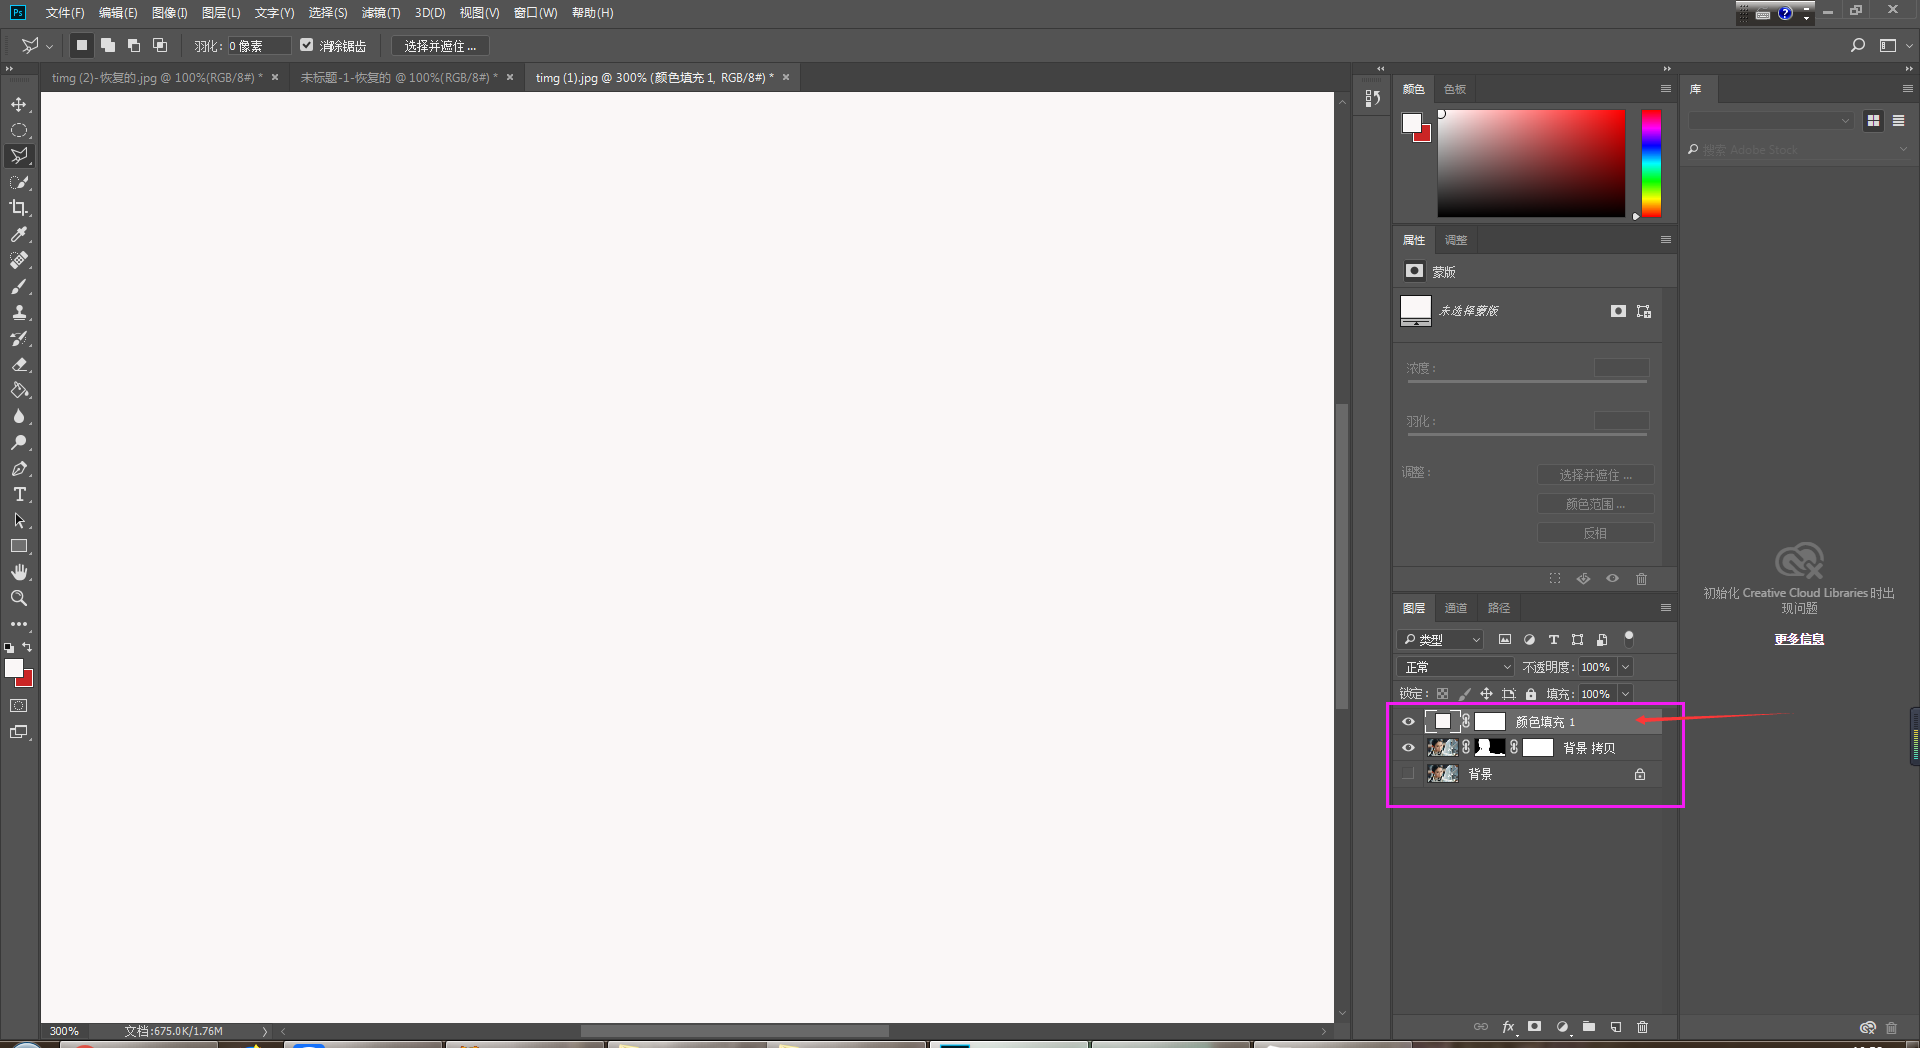 Ps 文件(F) 编辑(E) 图像(I) 图层(L) 文字(Y) 选择(S) 滤镜(T) 3D(D) 视图(V) 窗口(W) 帮助(H)
羽化: 0 像素 消除锯齿 选择并遮住 ...
timg (2)-恢复的.jpg @ 100%(RGB/8#) * × 未标题-1-恢复的 @ 100%(RGB/8#) * × timg (1).jpg @ 300% (颜色填充 1, RGB/8#) * ×
颜色 色板
库
搜索 Adobe Stock
属性 调整
蒙版
未选择蒙版
浓度:
羽化:
调整:
选择并遮住 ...
颜色范围 ...
反相
初始化 Creative Cloud Libraries 时出
现问题
更多信息
图层 通道 路径
类型
正常 不透明度: 100%
锁定: 填充: 100%
颜色填充 1
背景 拷贝
背景
fx
300% 文档:675.0K/1.76M